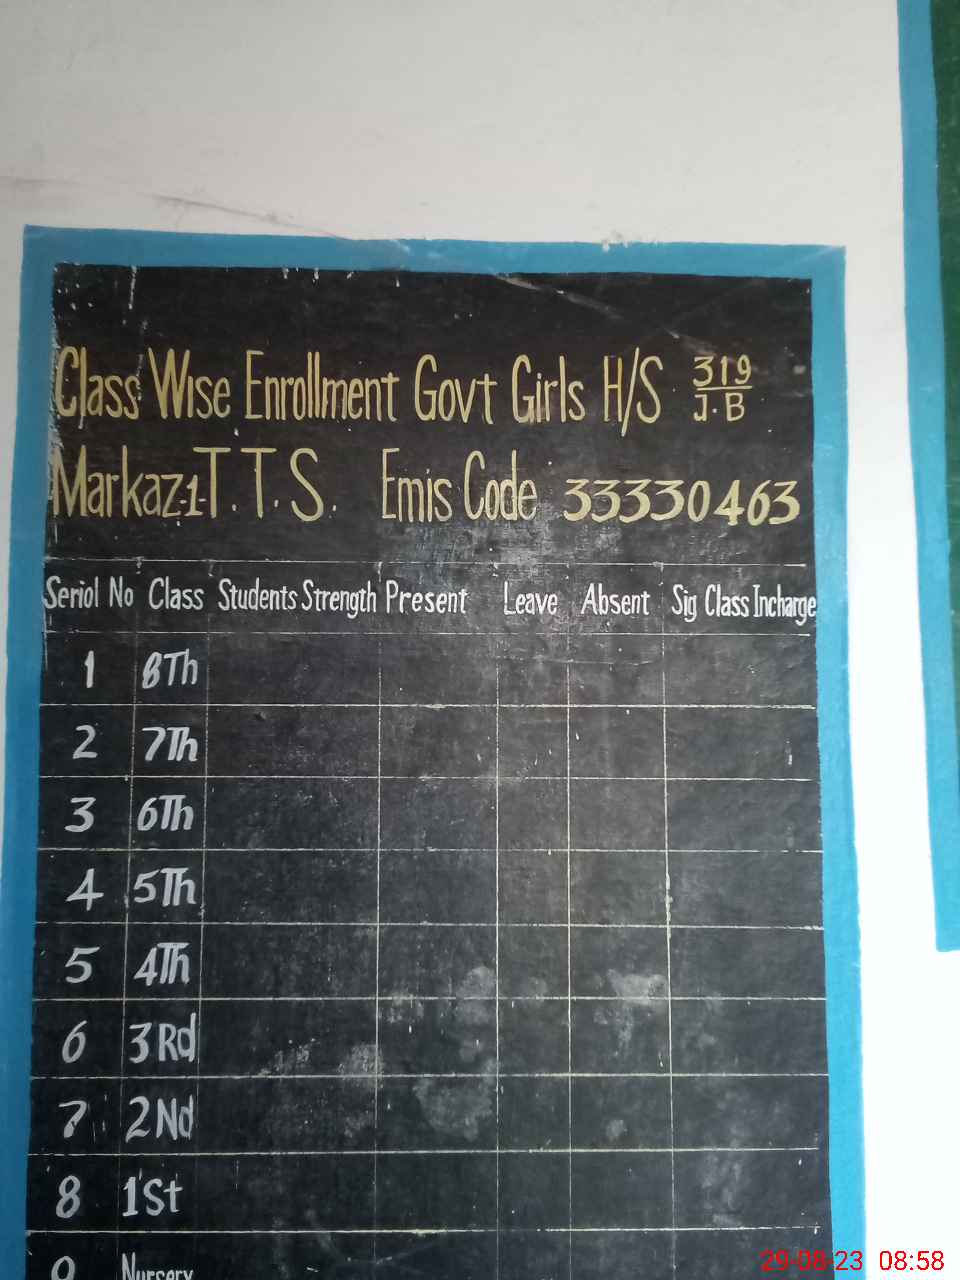 Class Wise Enrollment Govt Girls H/S 319/J.B
Markaz-1-T.T.S. Emis Code 33330463
Seriol No Class Students Strength Present Leave Absent Sig Class Incharge
1 8Th
2 7Th
3 6Th
4 5Th
5 4Th
6 3Rd
7 2Nd
8 1St
9 Nursery
29-08-23 08:58